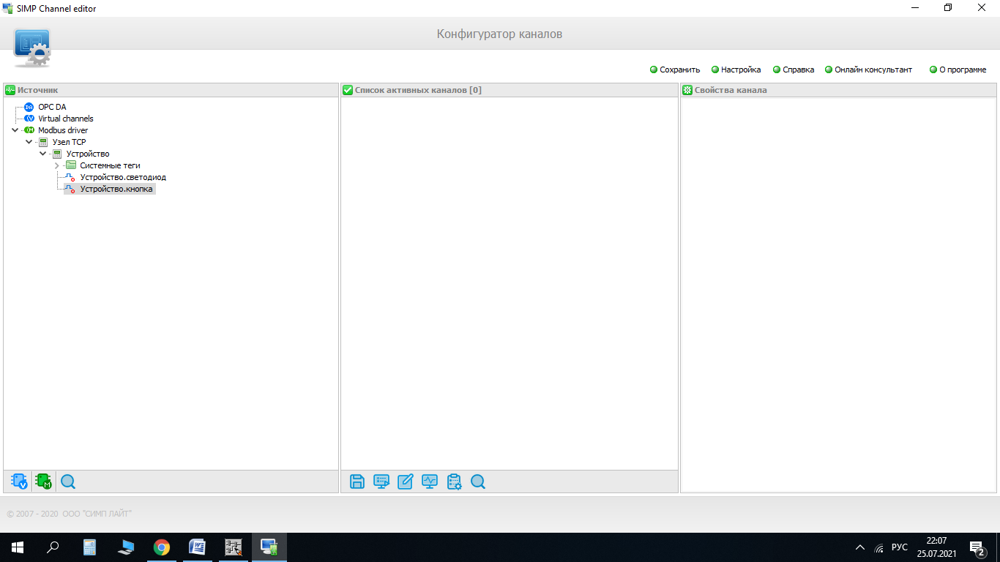 SIMP Channel editor
Конфигуратор каналов
Сохранить Настройка Справка Онлайн консультант О программе
Источник
OPC DA
Virtual channels
Modbus driver
Узел TCP
Устройство
Системные теги
Устройство.светодиод
Устройство.кнопка
Список активных каналов [0]
Свойства канала
© 2007 - 2020 ООО "СИМП ЛАЙТ"
РУС
22:07
25.07.2021
2